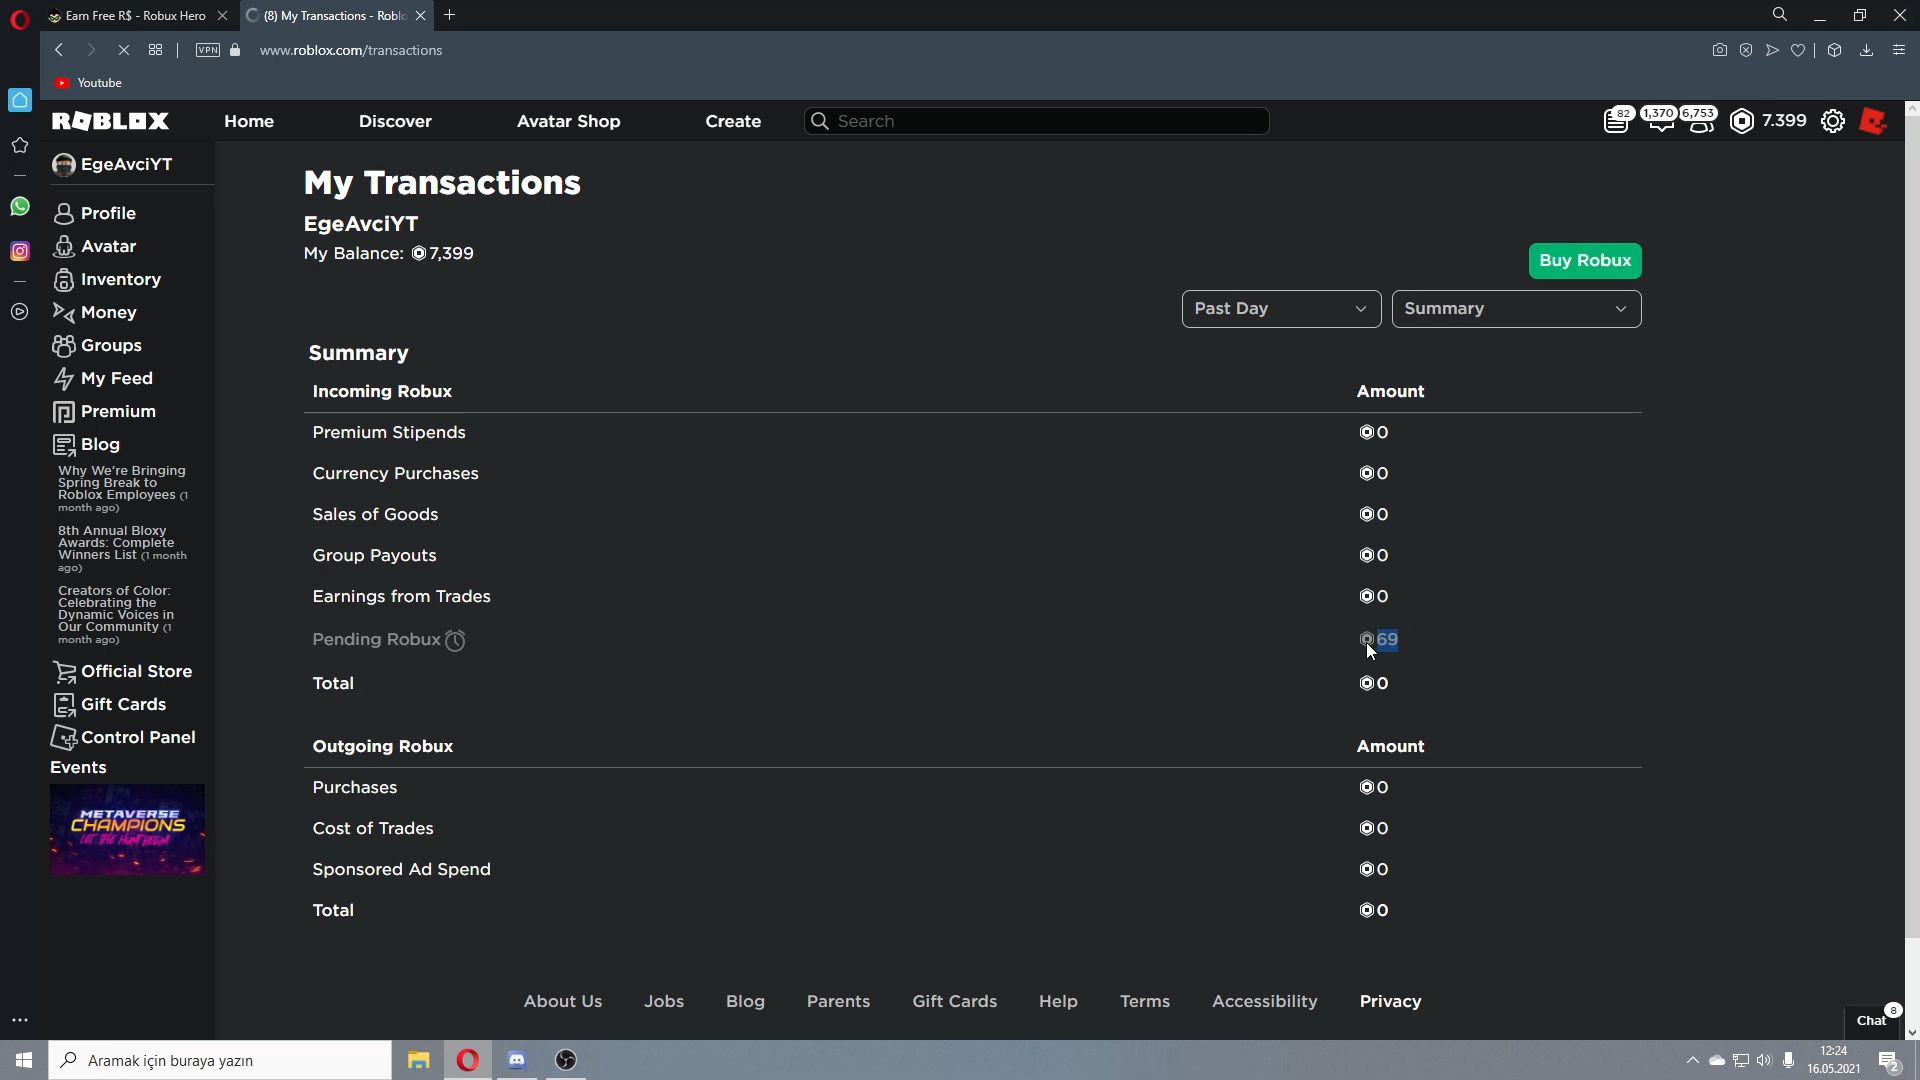 Earn Free R$ - Robux Hero
(8) My Transactions - Roblo
VPN
www.roblox.com/transactions
Youtube
ROBLOX
Home
Discover
Avatar Shop
Create
Search
82
1,370
6,753
7.399
EgeAvciYT
Profile
Avatar
Inventory
Money
Groups
My Feed
Premium
Blog
Why We're Bringing
Spring Break to
Roblox Employees (1
month ago)
8th Annual Bloxy
Awards: Complete
Winners List (1 month
ago)
Creators of Color:
Celebrating the
Dynamic Voices in
Our Community (1
month ago)
Official Store
Gift Cards
Control Panel
Events
METAVERSE
CHAMPIONS
LET THE HUNT BEGIN
My Transactions
EgeAvciYT
My Balance: 7,399
Buy Robux
Past Day
Summary
Summary
Incoming Robux Amount
Premium Stipends 0
Currency Purchases 0
Sales of Goods 0
Group Payouts 0
Earnings from Trades 0
Pending Robux 69
Total 0
Outgoing Robux Amount
Purchases 0
Cost of Trades 0
Sponsored Ad Spend 0
Total 0
About Us
Jobs
Blog
Parents
Gift Cards
Help
Terms
Accessibility
Privacy
Chat
8
Aramak için buraya yazın
12:24
16.05.2021
2